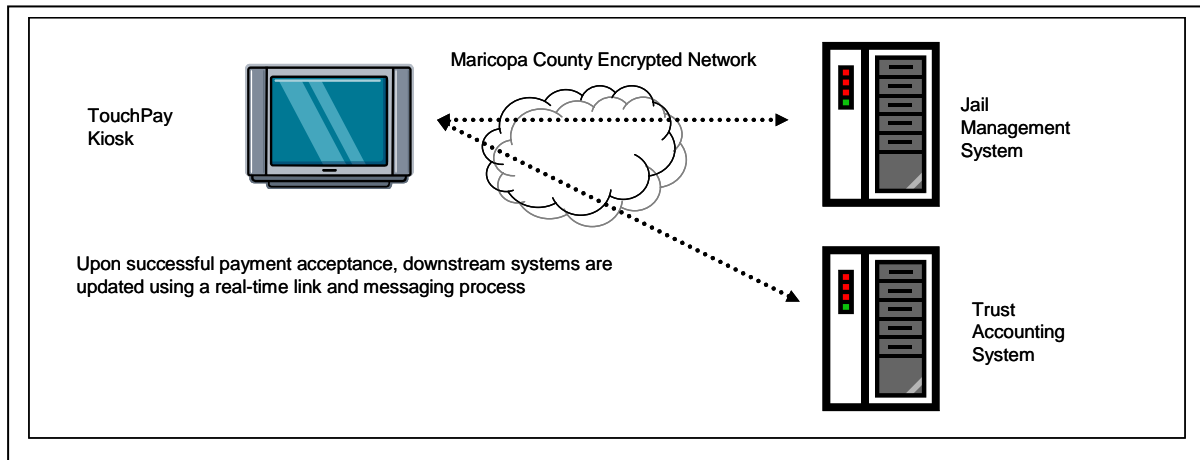 Maricopa County Encrypted Network
TouchPay
Kiosk
Jail
Management
System
Upon successful payment acceptance, downstream systems are
updated using a real-time link and messaging process
Trust
Accounting
System